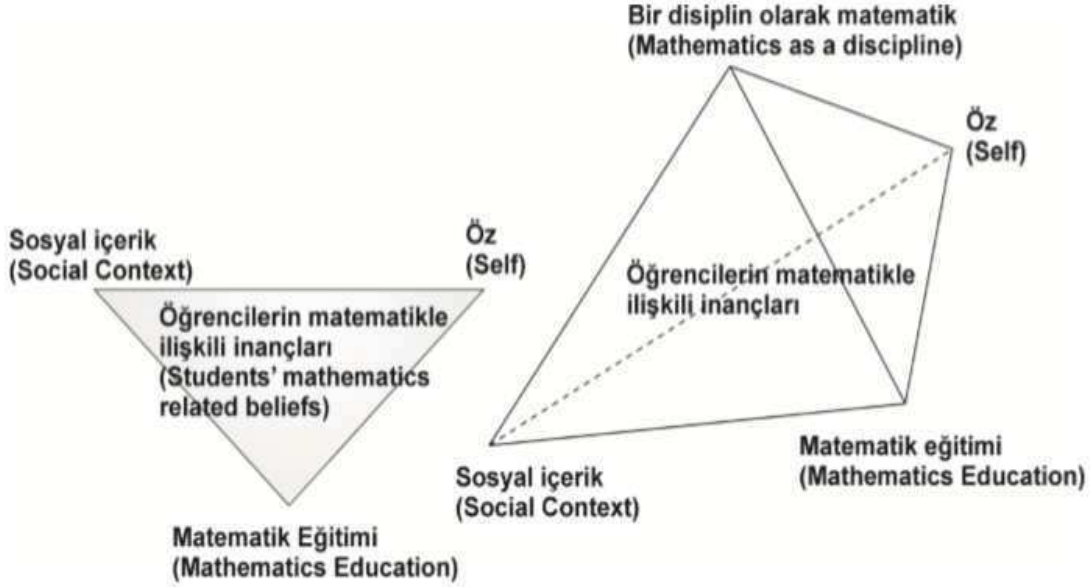 Bir disiplin olarak matematik
(Mathematics as a discipline)
Öz
(Self)
Sosyal içerik
(Social Context)
Öz
(Self)
Öğrencilerin matematikle
ilişkili inançları
(Students' mathematics
related beliefs)
Öğrencilerin matematikle
ilişkili inançları
Matematik Eğitimi
(Mathematics Education)
Sosyal içerik
(Social Context)
Matematik eğitimi
(Mathematics Education)